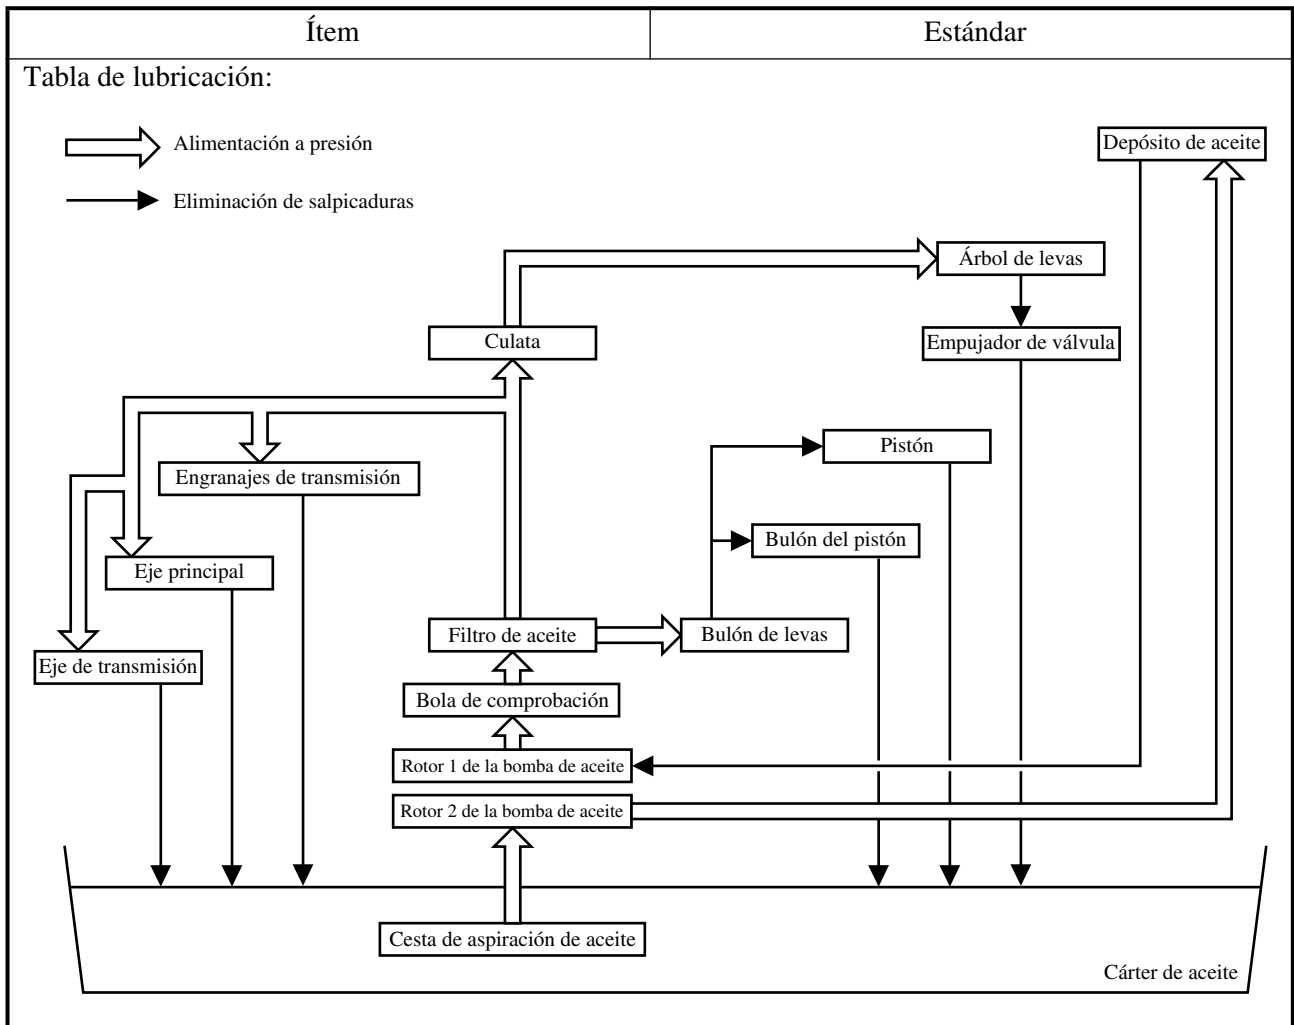 Ítem
Estándar
Tabla de lubricación:
Alimentación a presión
Depósito de aceite
Eliminación de salpicaduras
Árbol de levas
Culata
Empujador de válvula
Pistón
Engranajes de transmisión
Bulón del pistón
Eje principal
Filtro de aceite
Bulón de levas
Eje de transmisión
Bola de comprobación
Rotor 1 de la bomba de aceite
Rotor 2 de la bomba de aceite
Cesta de aspiración de aceite
Cárter de aceite